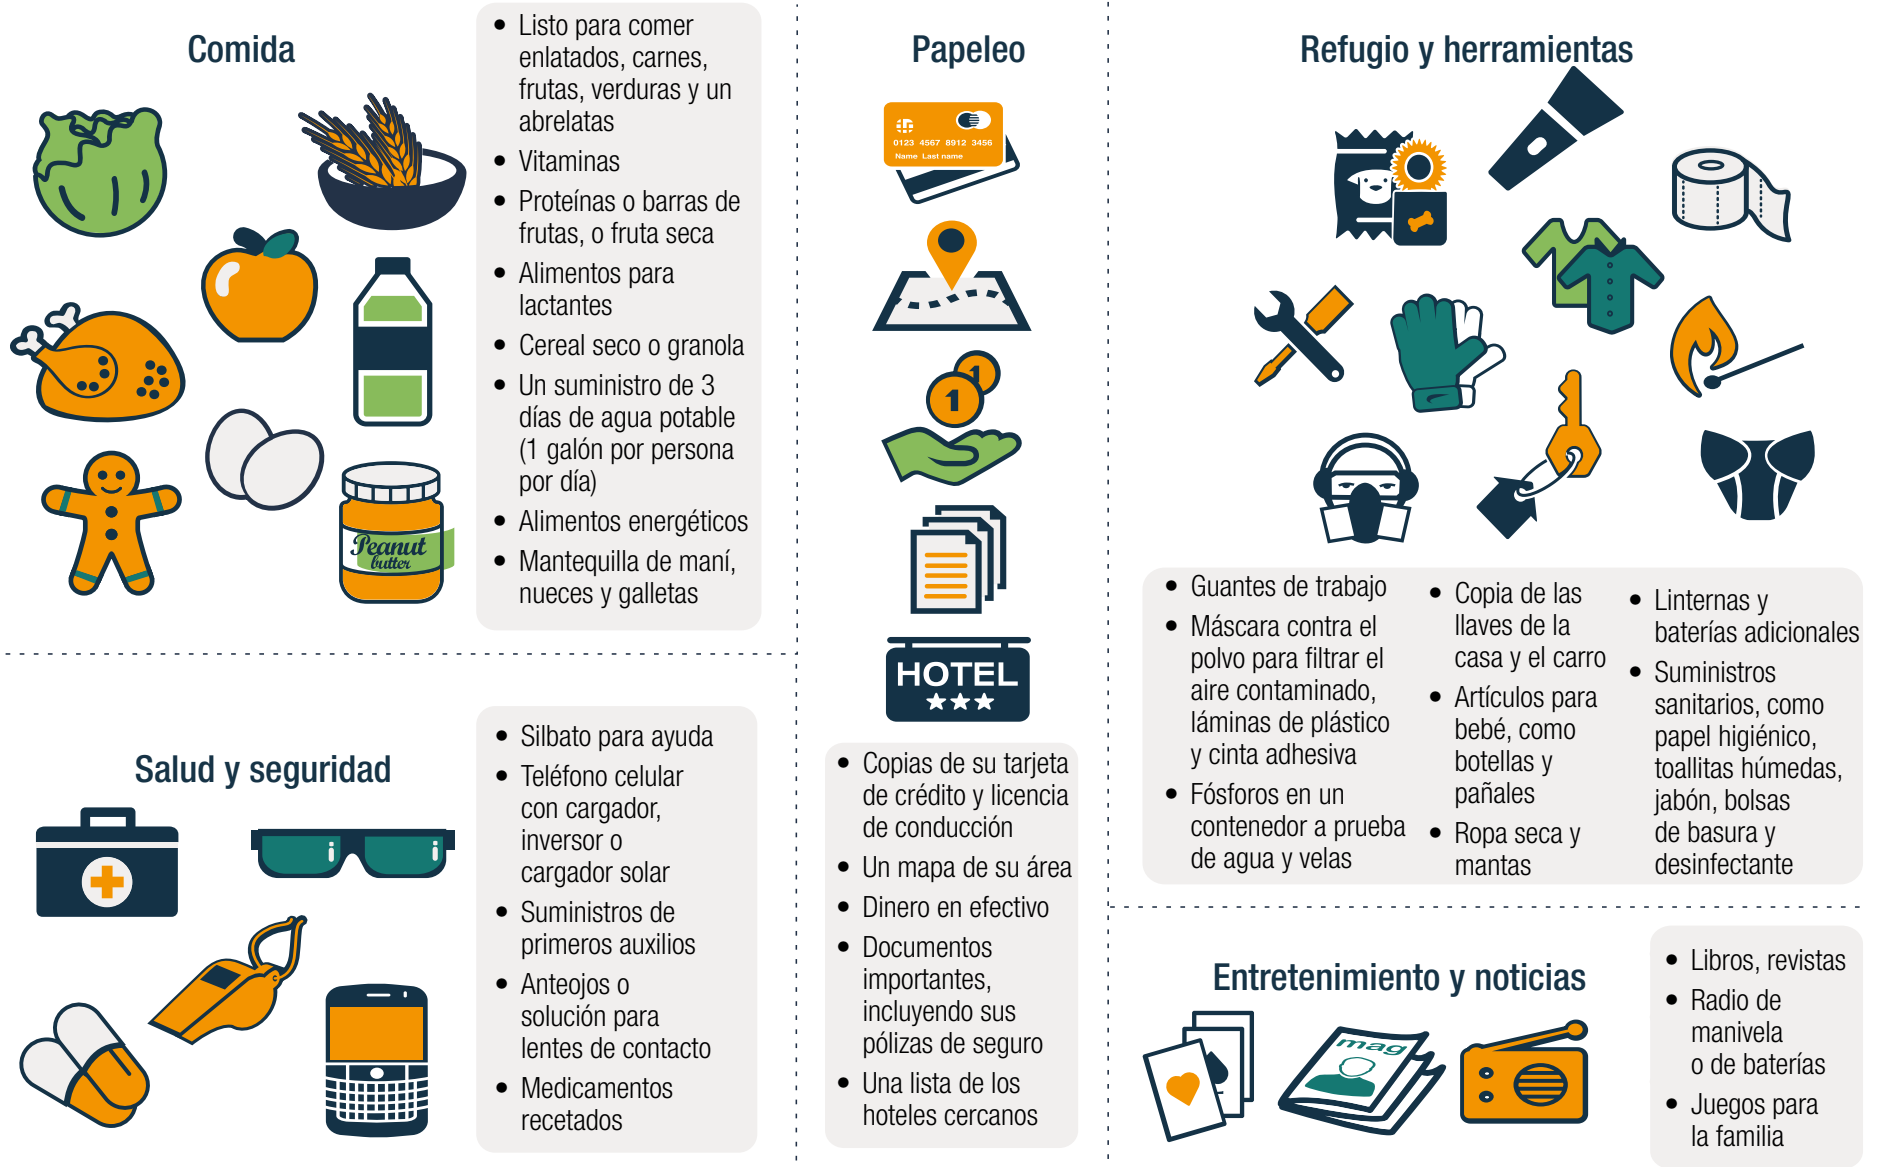 Comida
• Listo para comer
enlatados, carnes,
frutas, verduras y un
abrelatas
• Vitaminas
• Proteínas o barras de
frutas, o fruta seca
• Alimentos para
lactantes
• Cereal seco o granola
• Un suministro de 3
días de agua potable
(1 galón por persona
por día)
• Alimentos energéticos
• Mantequilla de maní,
nueces y galletas
Peanut
butter
Salud y seguridad
• Silbato para ayuda
• Teléfono celular
con cargador,
inversor o
cargador solar
• Suministros de
primeros auxilios
• Anteojos o
solución para
lentes de contacto
• Medicamentos
recetados
Papeleo
0123 4567 8912 3456
Name Last name
1
1
HOTEL
• Copias de su tarjeta
de crédito y licencia
de conducción
• Un mapa de su área
• Dinero en efectivo
• Documentos
importantes,
incluyendo sus
pólizas de seguro
• Una lista de los
hoteles cercanos
Refugio y herramientas
• Guantes de trabajo
• Máscara contra el
polvo para filtrar el
aire contaminado,
láminas de plástico
y cinta adhesiva
• Fósforos en un
contenedor a prueba
de agua y velas
• Copia de las
llaves de la
casa y el carro
• Artículos para
bebé, como
botellas y
pañales
• Ropa seca y
mantas
• Linternas y
baterías adicionales
• Suministros
sanitarios, como
papel higiénico,
toallitas húmedas,
jabón, bolsas
de basura y
desinfectante
Entretenimiento y noticias
mag
• Libros, revistas
• Radio de
manivela
o de baterías
• Juegos para
la familia